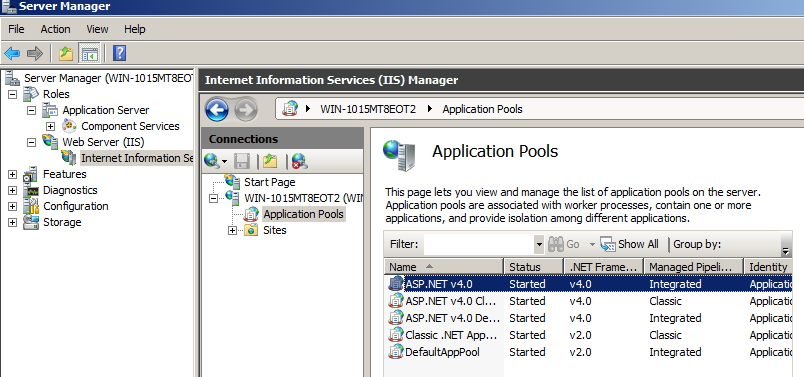 Server Manager
File Action View Help
Server Manager (WIN-1015MT8EOT
Roles
Application Server
Component Services
Web Server (IIS)
Internet Information Se
Features
Diagnostics
Configuration
Storage
Internet Information Services (IIS) Manager
WIN-1015MT8EOT2 Application Pools
Connections
Start Page
WIN-1015MT8EOT2 (WIN
Application Pools
Sites
Application Pools
This page lets you view and manage the list of application pools on the server.
Application pools are associated with worker processes, contain one or more
applications, and provide isolation among different applications.
Filter: Go Show All Group by:
Name Status .NET Frame... Managed Pipeli... Identity
ASP.NET v4.0 Started v4.0 Integrated Applicatio
ASP.NET v4.0 Cl... Started v4.0 Classic Applicatio
ASP.NET v4.0 De... Started v4.0 Integrated Applicatio
Classic .NET App... Started v2.0 Classic Applicatio
DefaultAppPool Started v2.0 Integrated Applicatio